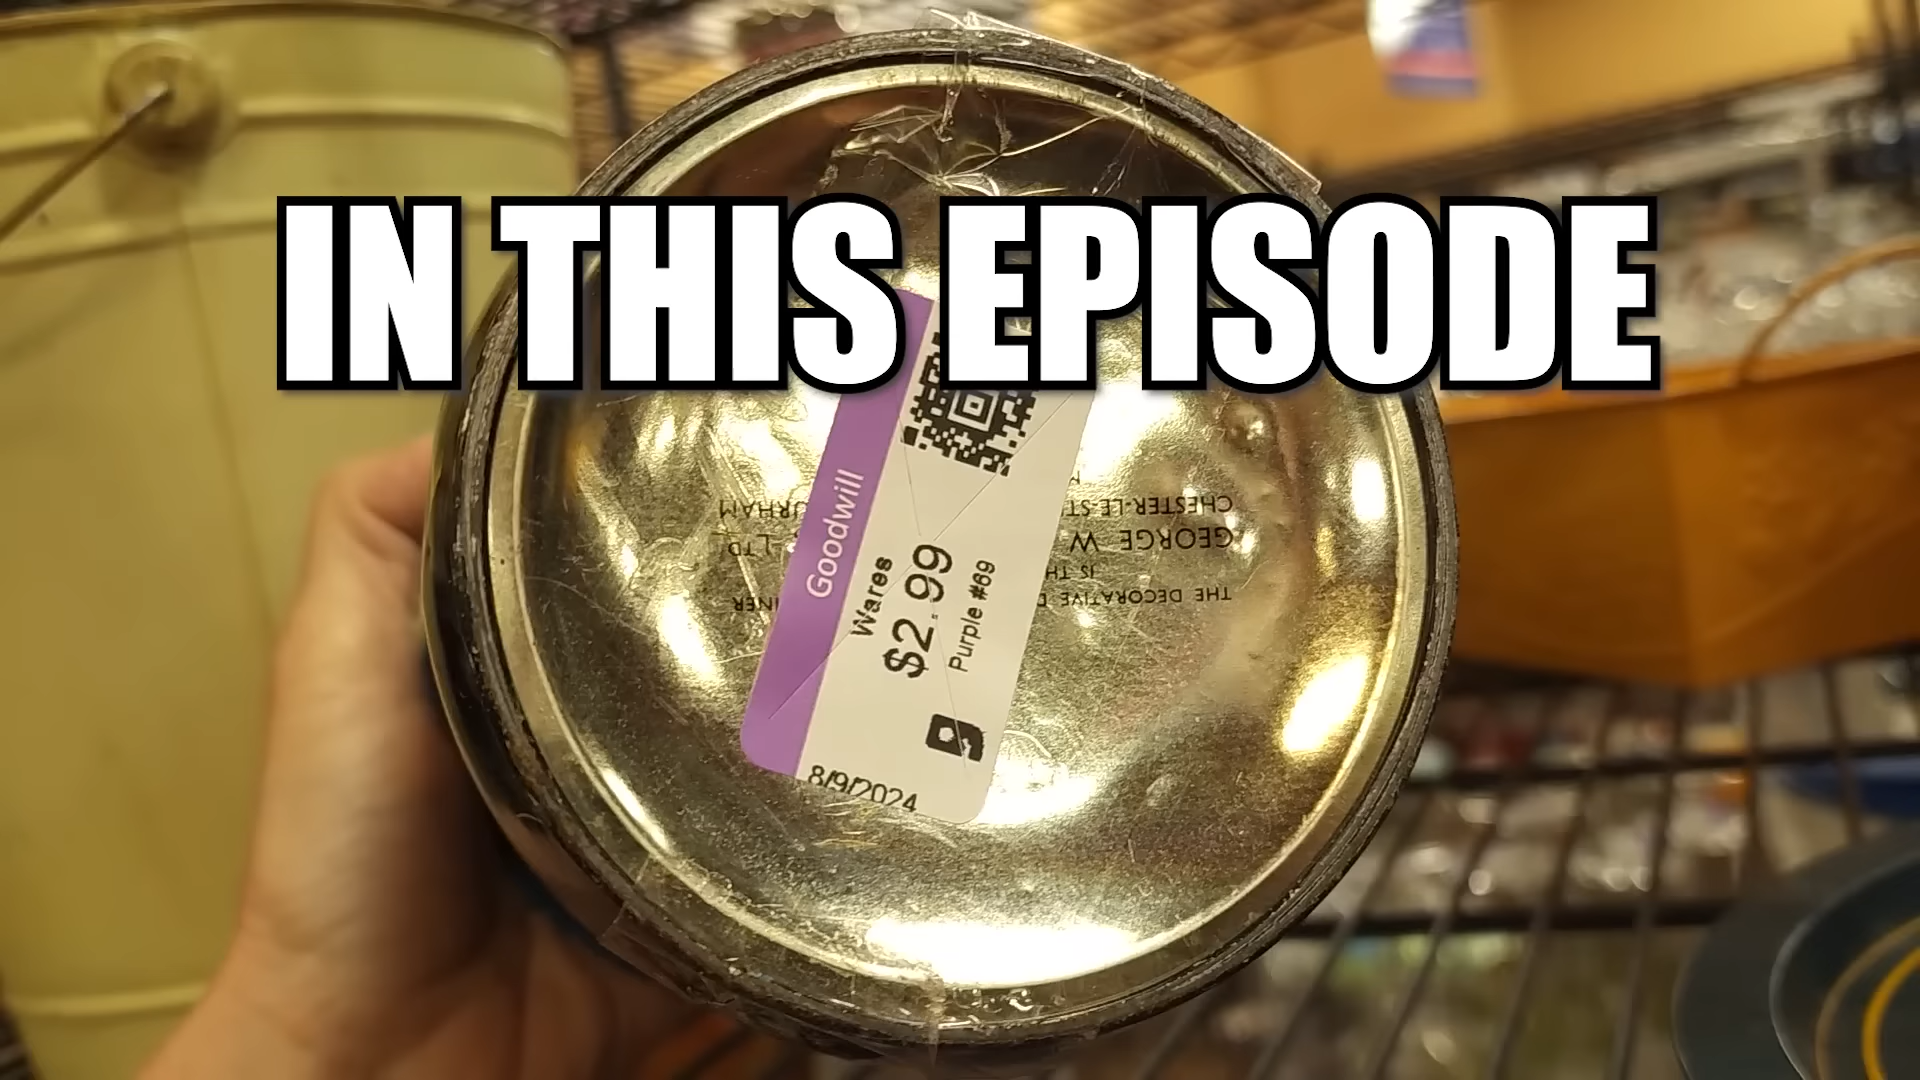 IN THIS EPISODE
Goodwill
Wares
$2.99
Purple #69
8/9/2024
THE DECORATIVE
IS TH
GEORGE W LTD
CHESTER-LE-ST URHAM